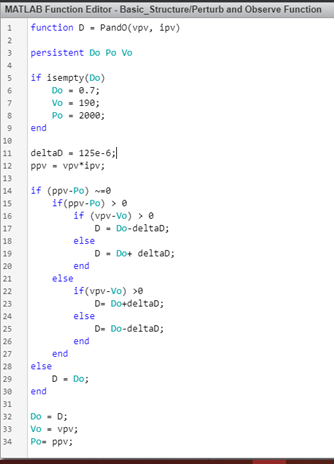 MATLAB Function Editor - Basic_Structure/Perturb and Observe Function
1 function D = PandO(vpv, ipv)
2
3 persistent Do Po Vo
4
5 if isempty(Do)
6 Do = 0.7;
7 Vo = 190;
8 Po = 2000;
9 end
10
11 deltaD = 125e-6;
12 ppv = vpv*ipv;
13
14 if (ppv-Po) ~=0
15 if(ppv-Po) > 0
16 if (vpv-Vo) > 0
17 D = Do-deltaD;
18 else
19 D = Do+ deltaD;
20 end
21 else
22 if(vpv-Vo) >0
23 D= Do+deltaD;
24 else
25 D= Do-deltaD;
26 end
27 end
28 else
29 D = Do;
30 end
31
32 Do = D;
33 Vo = vpv;
34 Po= ppv;